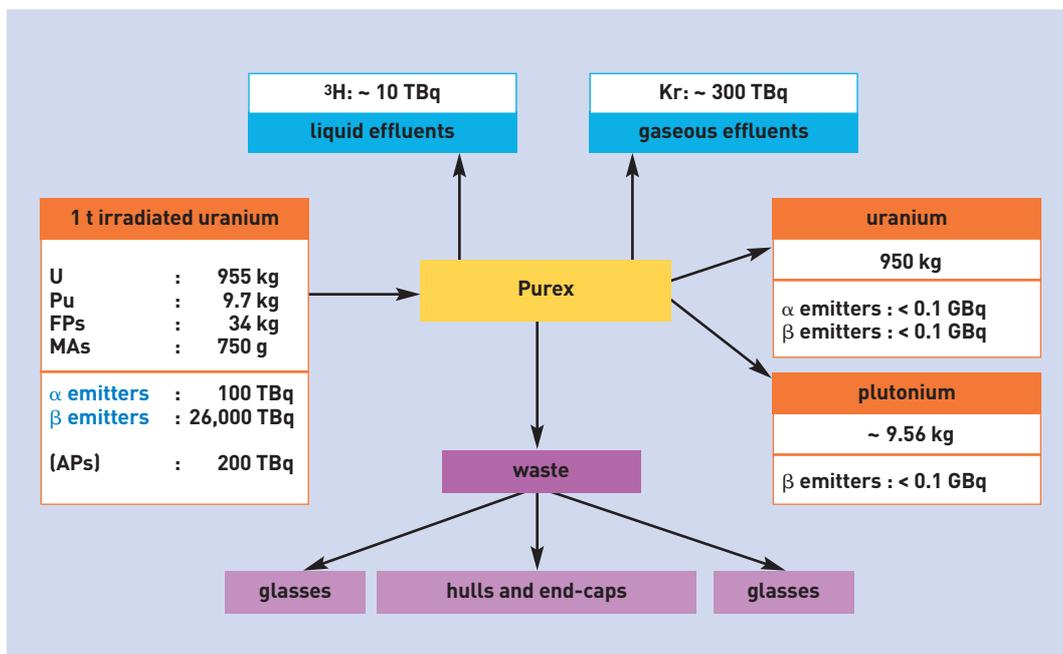 ³H: ~ 10 TBq
liquid effluents
Kr: ~ 300 TBq
gaseous effluents
1 t irradiated uranium
U : 955 kg
Pu : 9.7 kg
FPs : 34 kg
MAs : 750 g
α emitters : 100 TBq
β emitters : 26,000 TBq
(APs) : 200 TBq
Purex
uranium
950 kg
α emitters : < 0.1 GBq
β emitters : < 0.1 GBq
plutonium
~ 9.56 kg
β emitters : < 0.1 GBq
waste
glasses
hulls and end-caps
glasses